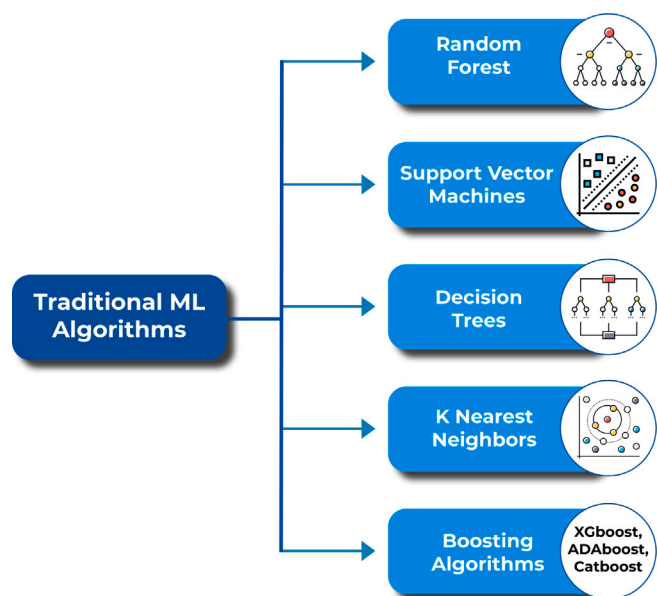 Random
Forest
Support Vector
Machines
Traditional ML
Algorithms
Decision
Trees
K Nearest
Neighbors
Boosting
Algorithms
XGboost,
ADAboost,
Catboost